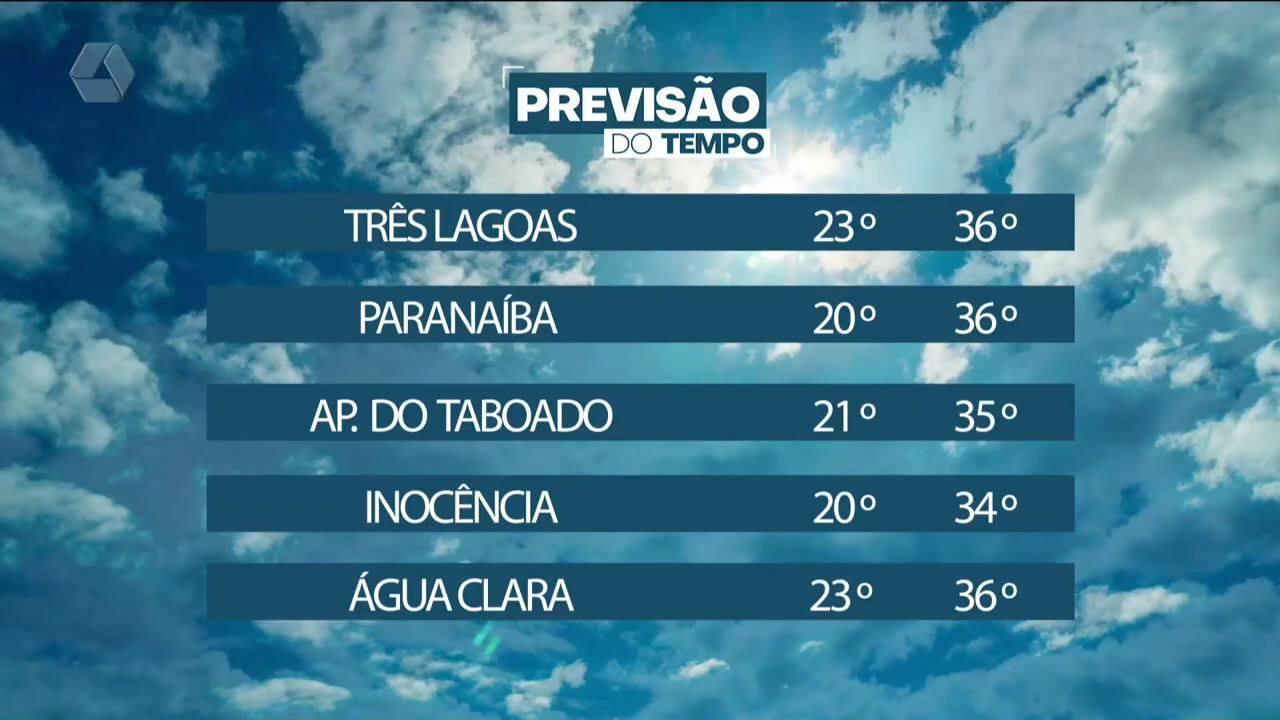 PREVISÃO
DO TEMPO
TRÊS LAGOAS 23º 36º
PARANAÍBA 20º 36º
AP. DO TABOADO 21º 35º
INOCÊNCIA 20º 34º
ÁGUA CLARA 23º 36º